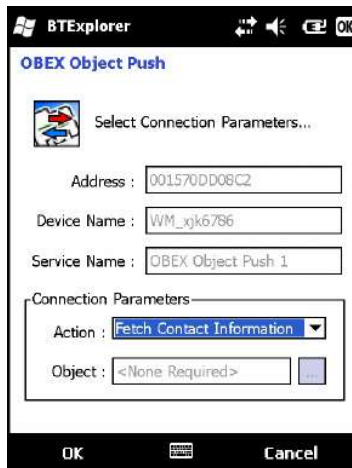 BTExplorer
OK
OBEX Object Push
Select Connection Parameters...
Address : 001570DD08C2
Device Name : WM_xjk6786
Service Name : OBEX Object Push 1
Connection Parameters
Action : Fetch Contact Information
Object : <None Required> ...
OK Cancel